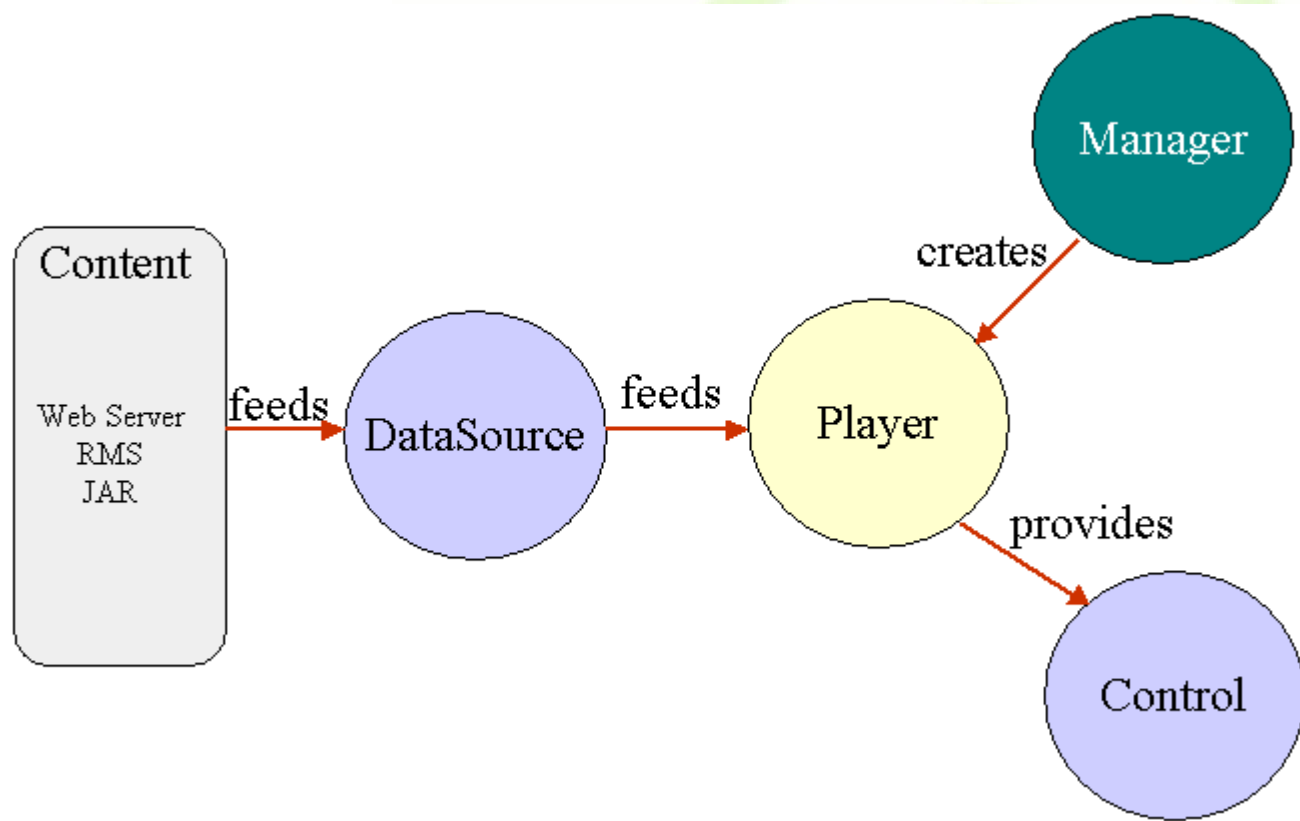 Manager
creates
Content
Web Server
RMS
JAR
feeds
DataSource
feeds
Player
provides
Control